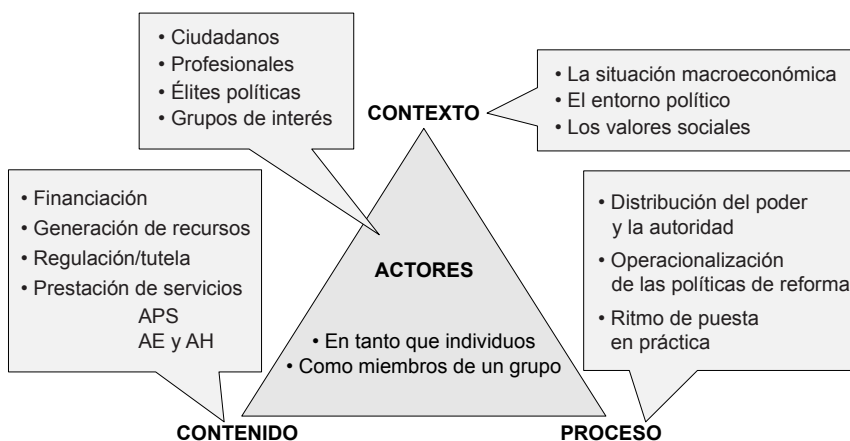 • Ciudadanos
• Profesionales
• Élites políticas
• Grupos de interés
CONTEXTO
• La situación macroeconómica
• El entorno político
• Los valores sociales
• Financiación
• Generación de recursos
• Regulación/tutela
• Prestación de servicios
APS
AE y AH
ACTORES
• En tanto que individuos
• Como miembros de un grupo
• Distribución del poder
y la autoridad
• Operacionalización
de las políticas de reforma
• Ritmo de puesta
en práctica
CONTENIDO
PROCESO